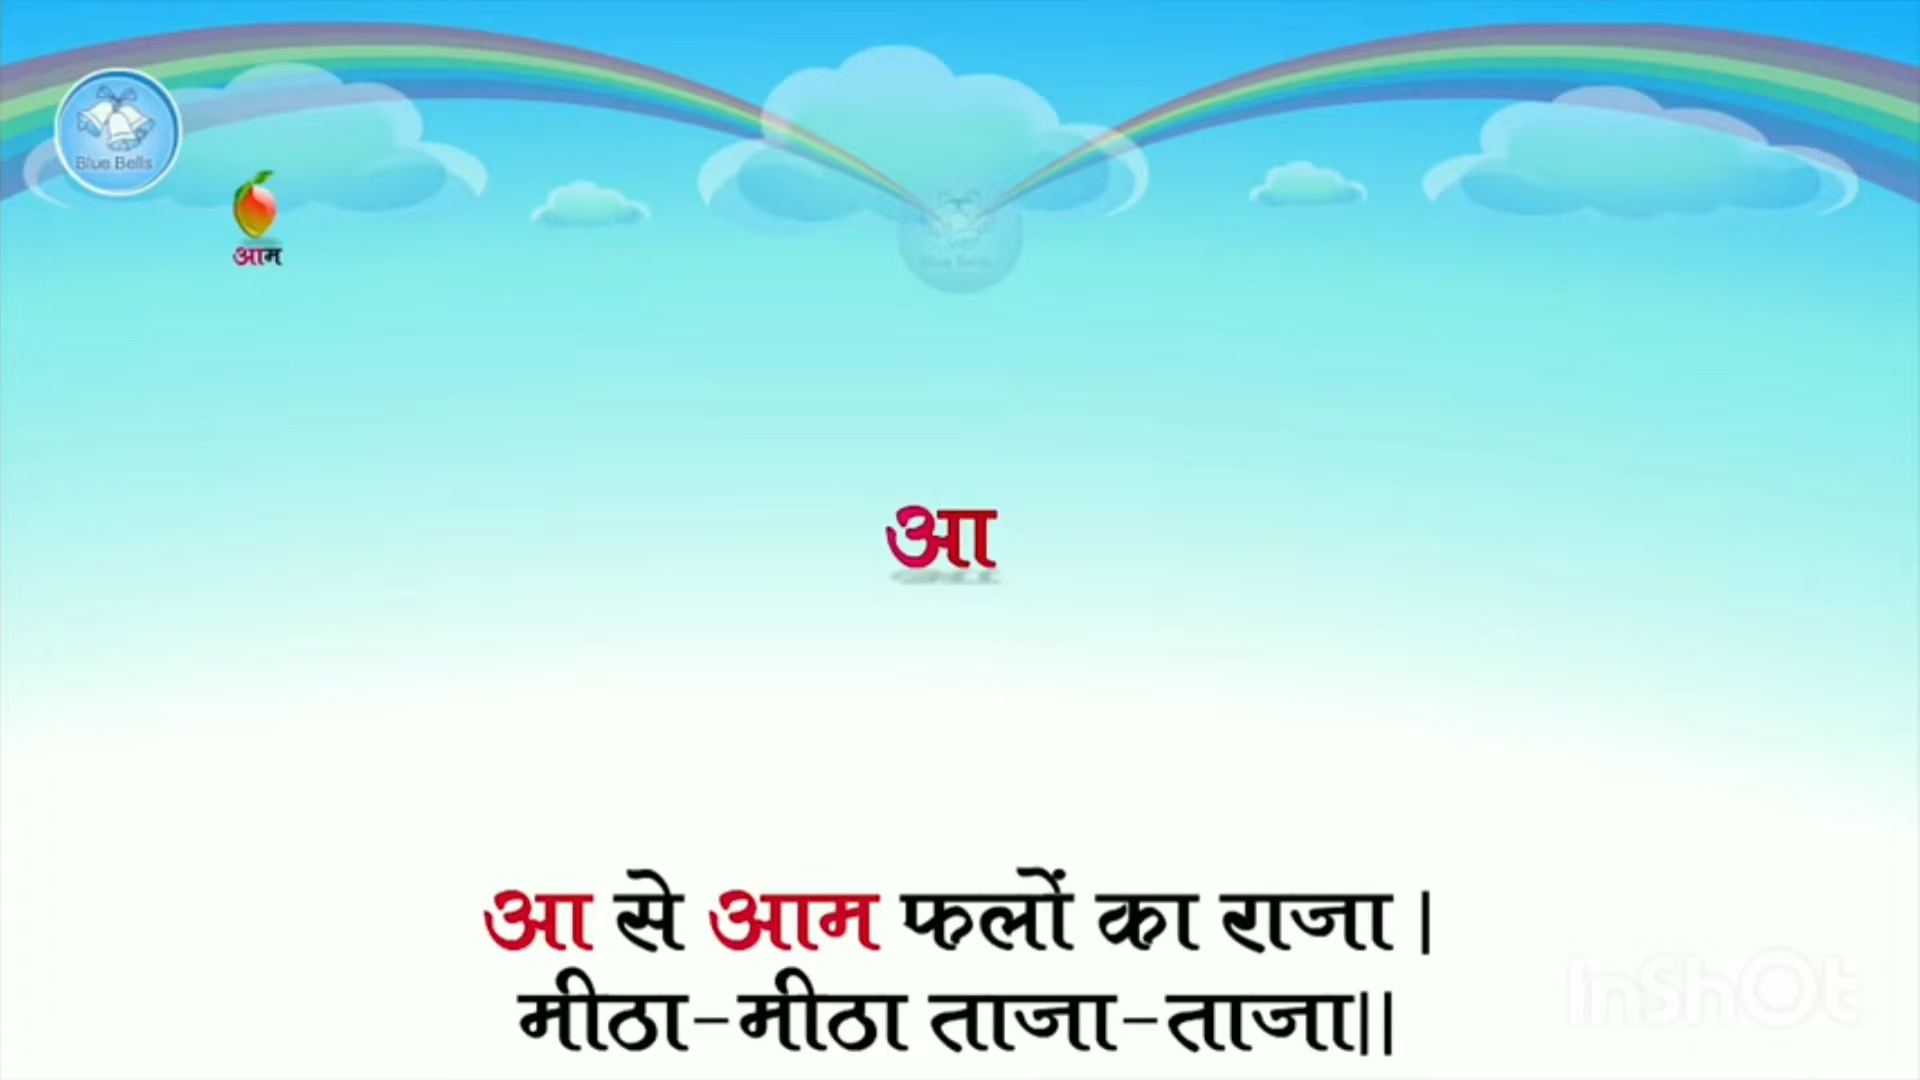 Blue Bells
आम
आ
आ से आम फलों का राजा |
मीठा-मीठा ताजा-ताजा||
InShOt